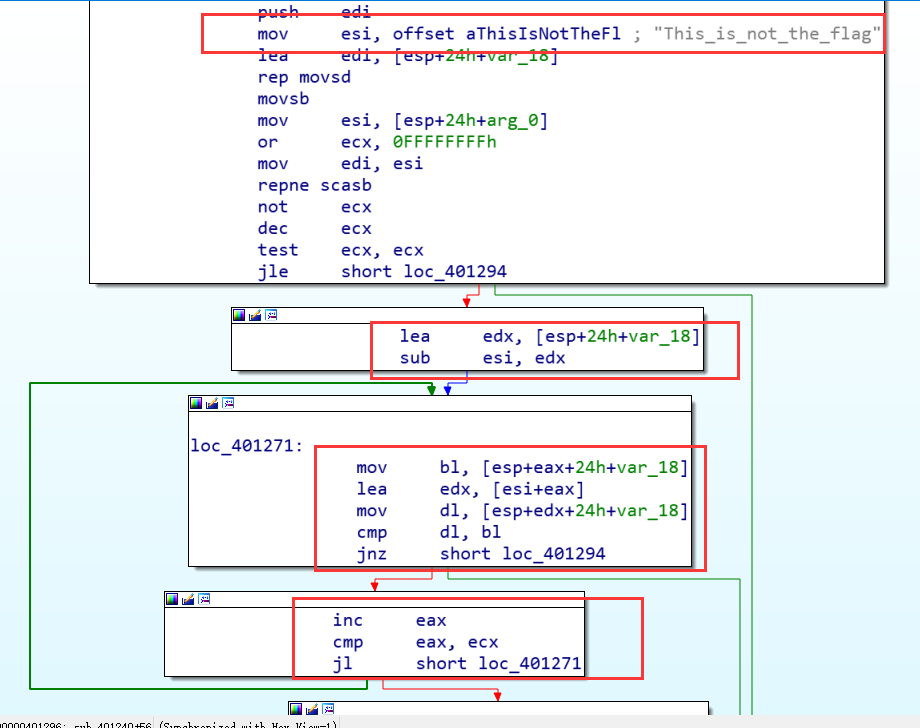 push edi
mov esi, offset aThisIsNotTheFl ; "This_is_not_the_flag"
lea edi, [esp+24h+var_18]
rep movsd
movsb
mov esi, [esp+24h+arg_0]
or ecx, 0FFFFFFFFh
mov edi, esi
repne scasb
not ecx
dec ecx
test ecx, ecx
jle short loc_401294
lea edx, [esp+24h+var_18]
sub esi, edx
loc_401271:
mov bl, [esp+eax+24h+var_18]
lea edx, [esi+eax]
mov dl, [esp+edx+24h+var_18]
cmp dl, bl
jnz short loc_401294
inc eax
cmp eax, ecx
jl short loc_401271
00000401296: sub_401240+56 (Synchronized with Hex View-1)